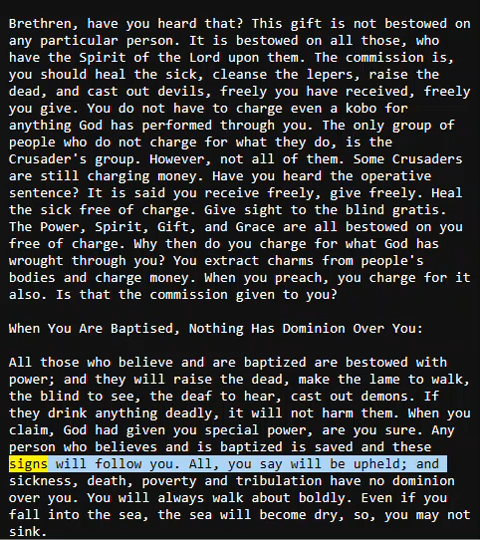 Brethren, have you heard that? This gift is not bestowed on
any particular person. It is bestowed on all those, who
have the Spirit of the Lord upon them. The commission is,
you should heal the sick, cleanse the lepers, raise the
dead, and cast out devils, freely you have received, freely
you give. You do not have to charge even a kobo for
anything God has performed through you. The only group of
people who do not charge for what they do, is the
Crusader's group. However, not all of them. Some Crusaders
are still charging money. Have you heard the operative
sentence? It is said you receive freely, give freely. Heal
the sick free of charge. Give sight to the blind gratis.
The Power, Spirit, Gift, and Grace are all bestowed on you
free of charge. Why then do you charge for what God has
wrought through you? You extract charms from people's
bodies and charge money. When you preach, you charge for it
also. Is that the commission given to you?
When You Are Baptised, Nothing Has Dominion Over You:
All those who believe and are baptized are bestowed with
power; and they will raise the dead, make the lame to walk,
the blind to see, the deaf to hear, cast out demons. If
they drink anything deadly, it will not harm them. When you
claim, God had given you special power, are you sure. Any
person who believes and is baptized is saved and these
signs will follow you. All, you say will be upheld; and
sickness, death, poverty and tribulation have no dominion
over you. You will always walk about boldly. Even if you
fall into the sea, the sea will become dry, so, you may not
sink.